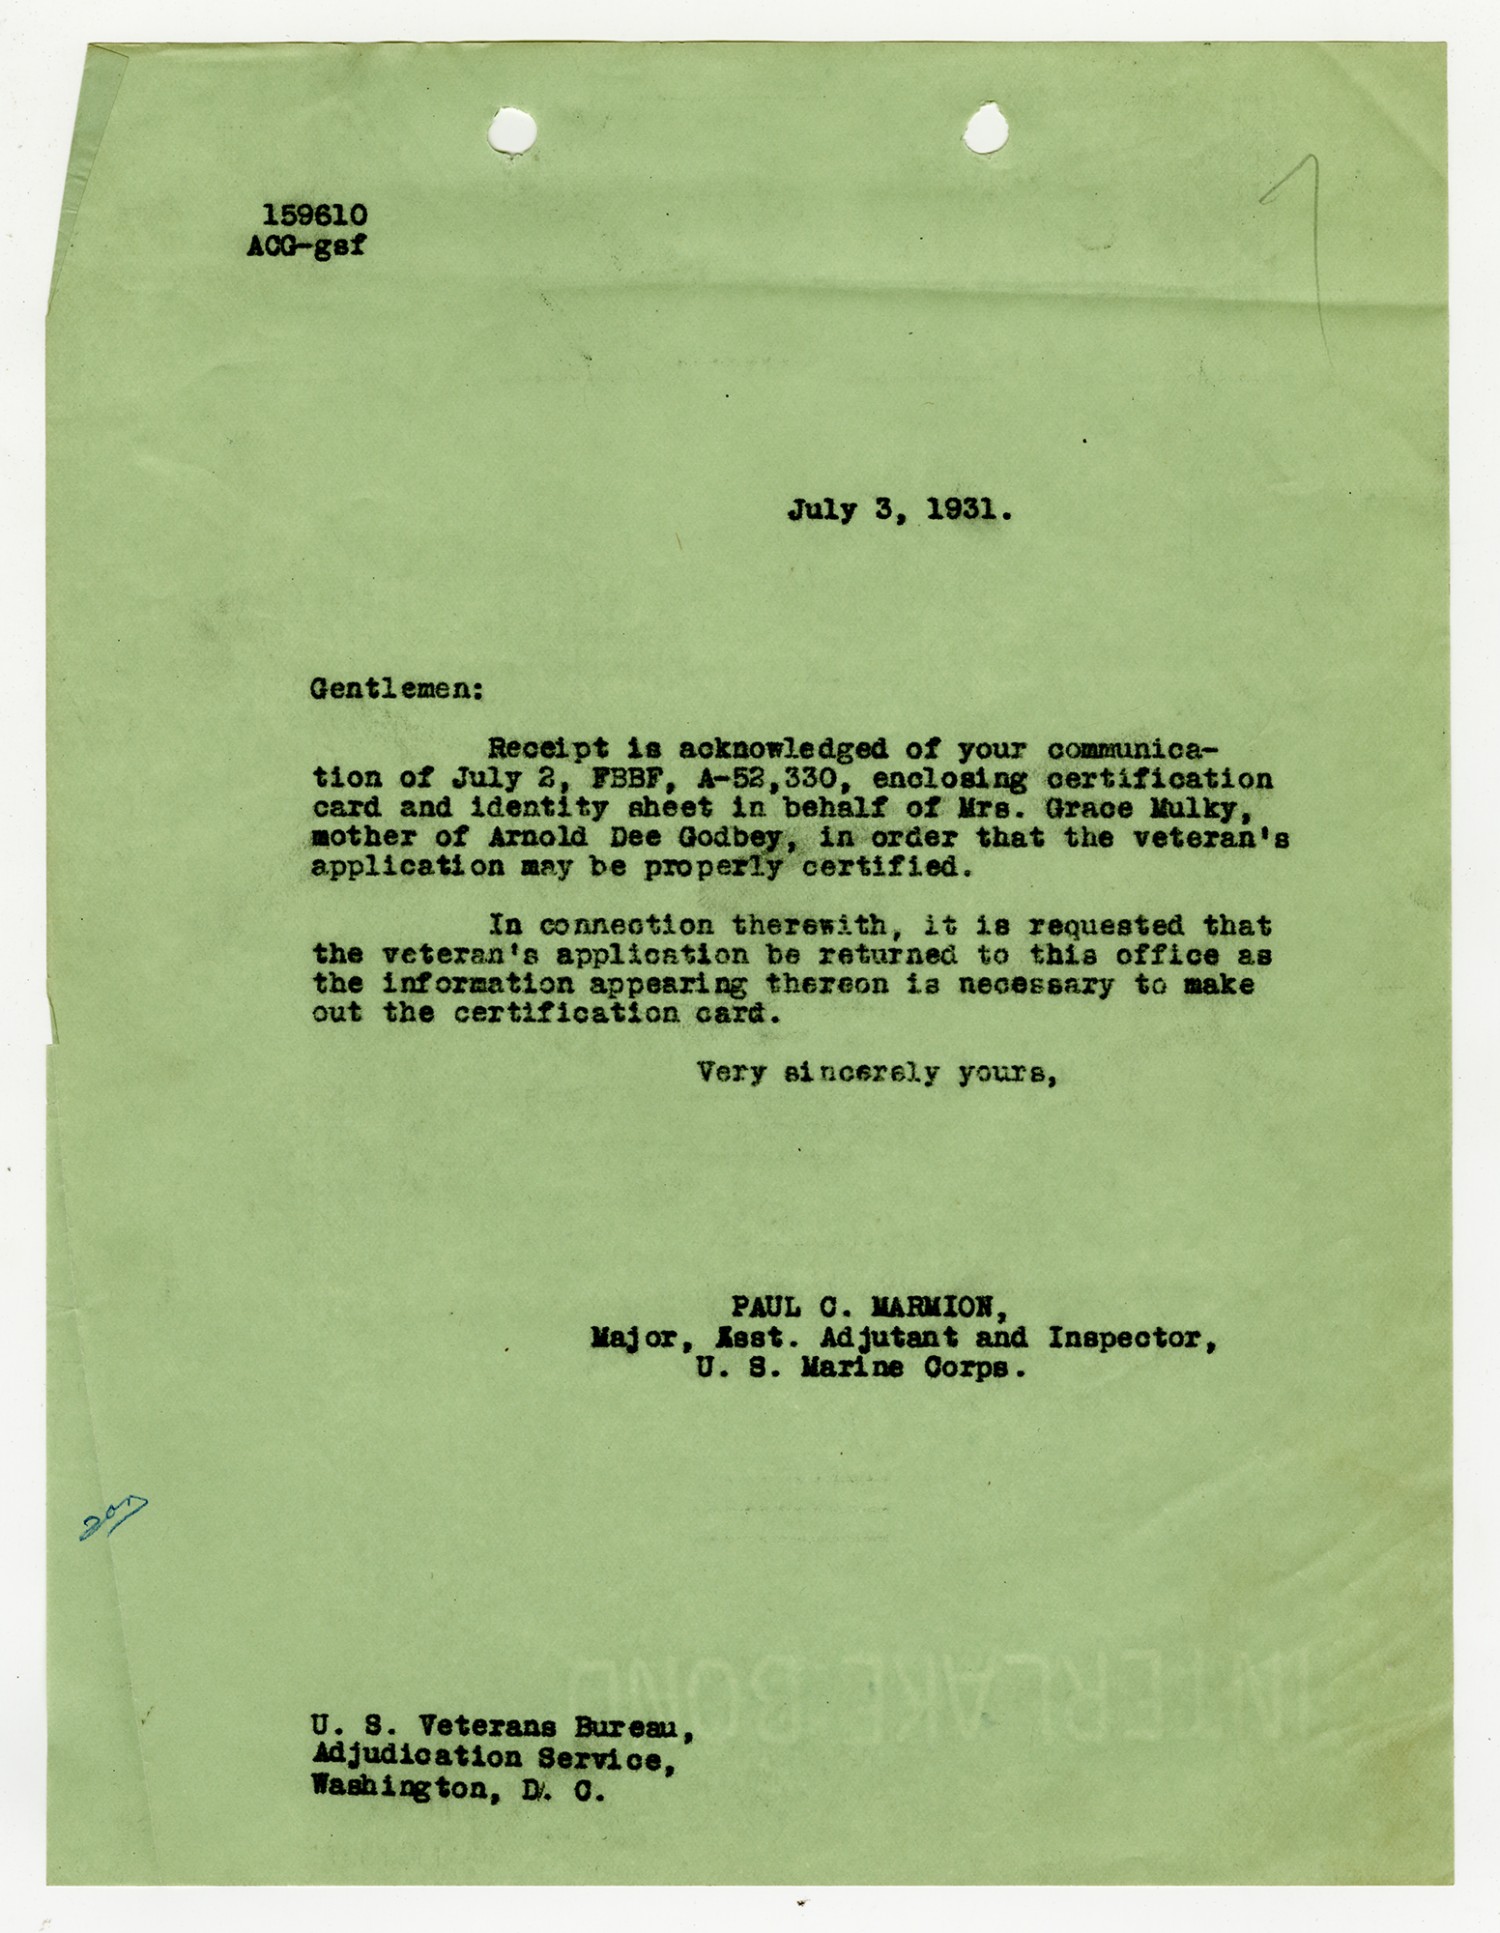 159610
ACG-gsf
July 3, 1931.
Gentlemen:
Receipt is acknowledged of your communica-
tion of July 2, FBBF, A-52,330, enclosing certification
card and identity sheet in behalf of Mrs. Grace Mulky,
mother of Arnold Dee Godbey, in order that the veteran's
application may be properly certified.
In connection therewith, it is requested that
the veteran's application be returned to this office as
the information appearing thereon is necessary to make
out the certification card.
Very sincerely yours,
PAUL C. MARMION,
Major, Asst. Adjutant and Inspector,
U. S. Marine Corps.
U. S. Veterans Bureau,
Adjudication Service,
Washington, D. C.